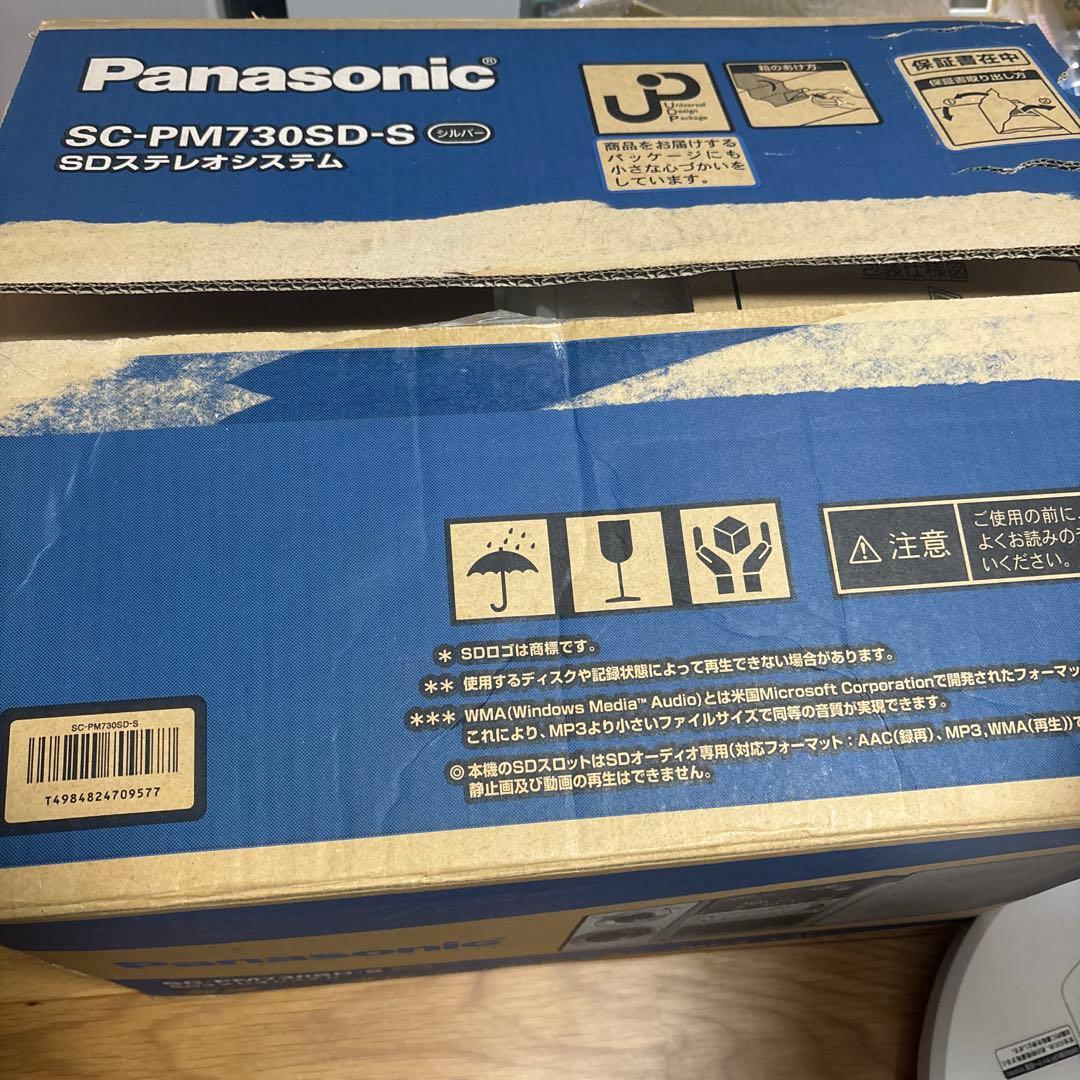 Panasonic®
SC-PM730SD-S シルバー
SDステレオシステム
UD
Universal
Design
Package
商品をお届けする
パッケージにも
小さな心づかいを
しています。
箱のあけ方
保証書在中
保証書取り出し方
包装仕様図
注意
ご使用の前に、
よくお読みの
いください。
* SDロゴは商標です。
** 使用するディスクや記録状態によって再生できない場合があります。
*** WMA(Windows Media™ Audio)とは米国Microsoft Corporationで開発されたフォーマッ
これにより、MP3より小さいファイルサイズで同等の音質が実現できます。
◎ 本機のSDスロットはSDオーディオ専用(対応フォーマット:AAC(録再)、MP3,WMA(再生))で
静止画及び動画の再生はできません。
SC-PM730SD-S
T4984824709577
Panasonic
SC-PM730SD-S